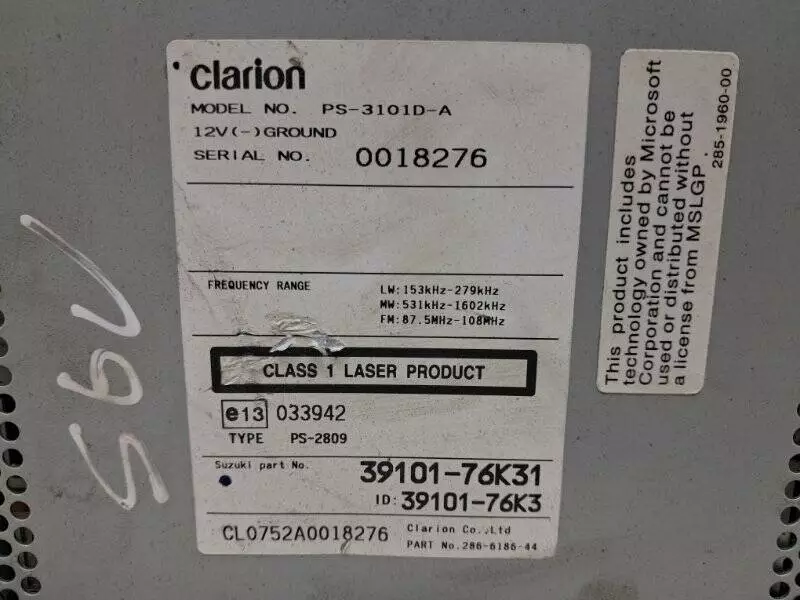 clarion
MODEL NO. PS-3101D-A
12V(-)GROUND
SERIAL NO. 0018276
FREQUENCY RANGE
LW:153kHz-279kHz
MW:531kHz-1602kHz
FM:87.5MHz-108MHz
CLASS 1 LASER PRODUCT
e13 033942
TYPE PS-2809
Suzuki part No. 39101-76K31
ID:39101-76K3
CL0752A0018276
Clarion Co.,Ltd
PART No.286-6186-44
This product includes
technology owned by Microsoft
Corporation and cannot be
used or distributed without
a license from MSLGP.
285-1960-00